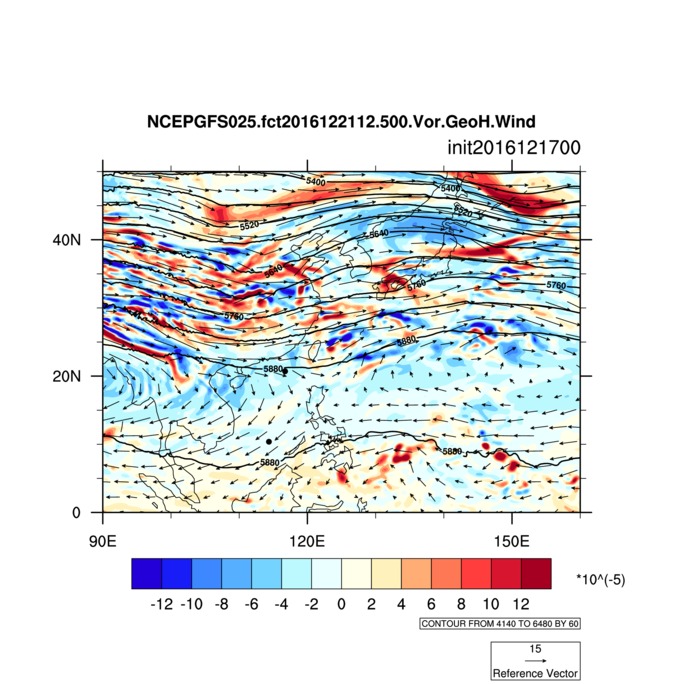 NCEPGFS025.fct2016122112.500.Vor.GeoH.Wind
init2016121700
5400
5400
5520
5520
40N
5640
5640
5760
5760
5760
5880
5880
20N
5880
5880
0
90E 120E 150E
-12 -10 -8 -6 -4 -2 0 2 4 6 8 10 12
*10^(-5)
CONTOUR FROM 4140 TO 6480 BY 60
15
Reference Vector